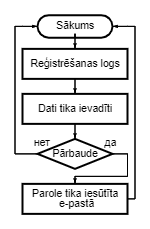 Sākums
Reģistrēšanas logs
Dati tika ievadīti
нет
да
Pārbaude
Parole tika iesūtīta
e-pastā